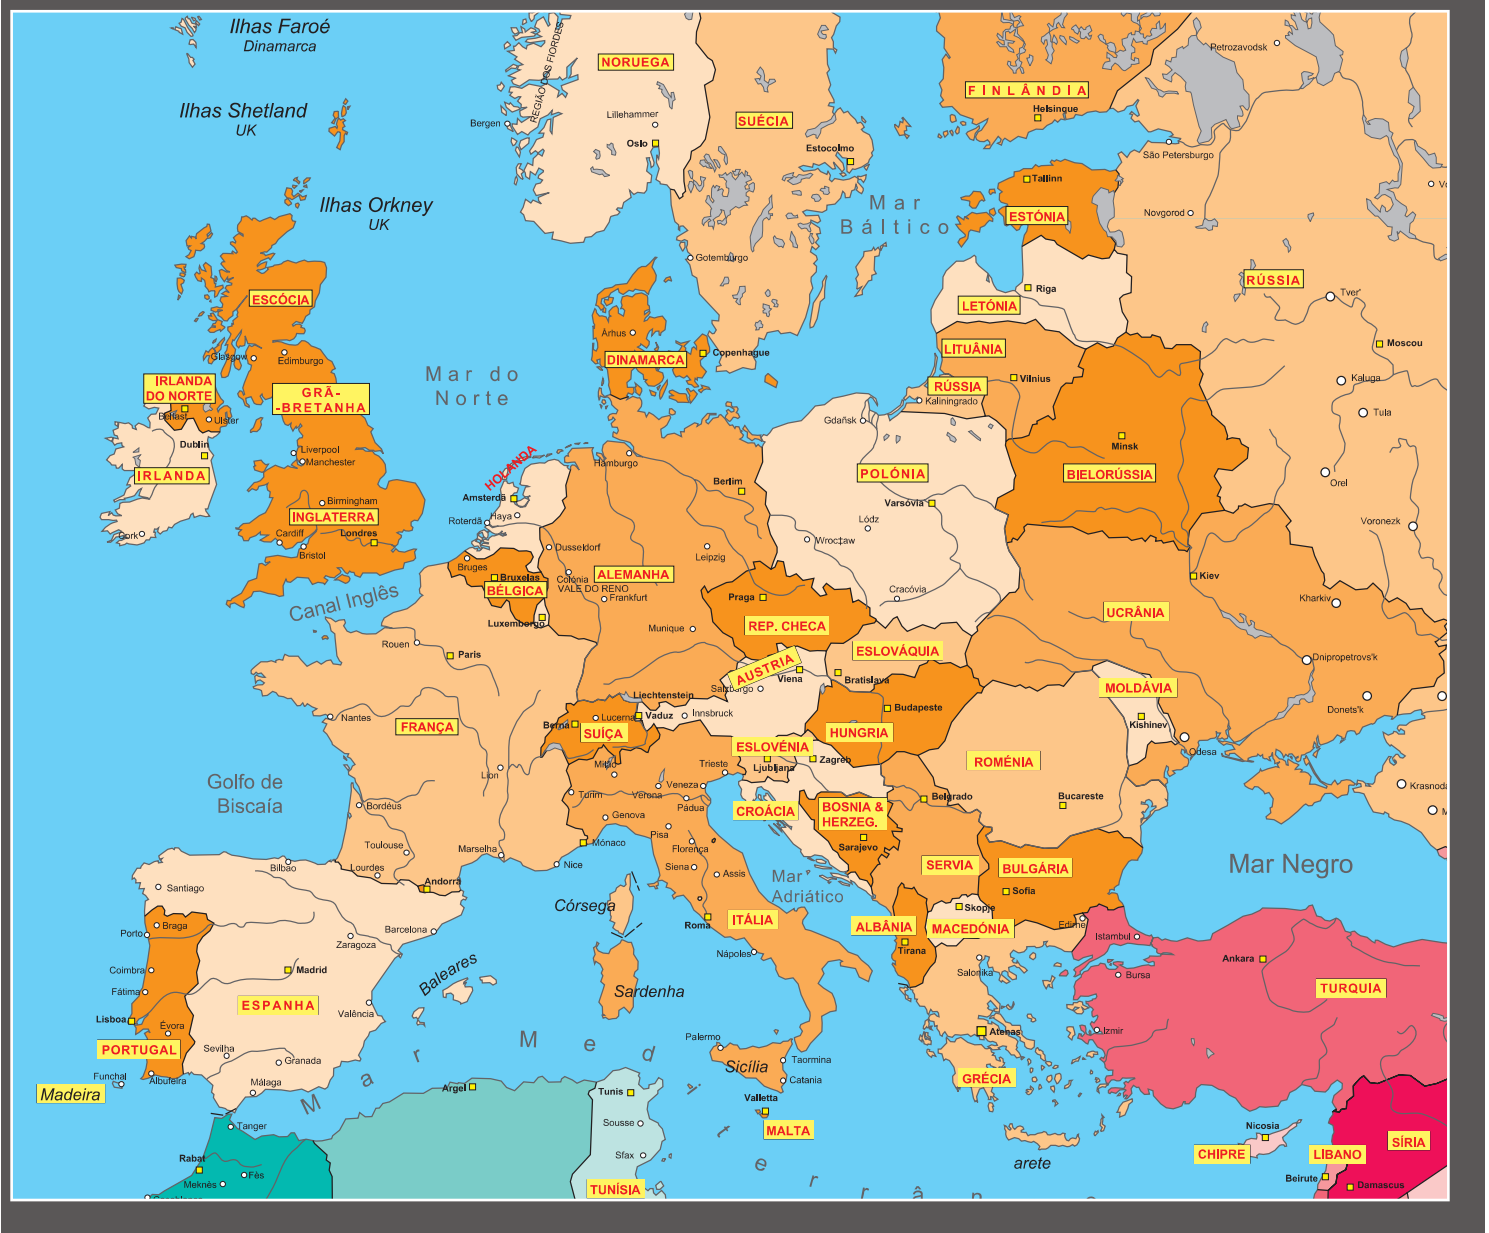 Ilhas Faroé
Dinamarca
REGIÃO DOS FIORDES
NORUEGA
Petrozavodsk
FINLÂNDIA
Helsingue
Ilhas Shetland
UK
Lillehammer
Bergen
SUÉCIA
Oslo
Estocolmo
São Petersburgo
Tallinn
Ilhas Orkney
UK
Mar
Báltico
ESTÓNIA
Novgorod
Gotemburgo
RÚSSIA
Riga
Tver'
ESCÓCIA
LETÓNIA
Århus
DINAMARCA
Copenhague
LITUÂNIA
Moscou
Glasgow
Edimburgo
Mar do
Norte
IRLANDA
DO NORTE
GRÃ-
-BRETANHA
RÚSSIA
Vilnius
Kaluga
Kaliningrado
Belfast
Ulster
Gdańsk
Tula
Dublin
Liverpool
Manchester
Minsk
HOLANDA
Hamburgo
IRLANDA
POLÓNIA
BIELORÚSSIA
Berlim
Orel
Amsterdã
Birmingham
Varsóvia
INGLATERRA
Roterdã
Haya
Lódz
Voronezk
Cork
Cardiff
Londres
Bristol
Wrocław
Dusseldorf
Leipzig
Bruges
Bruxelas
Colónia
ALEMANHA
Kiev
BÉLGICA
VALE DO RENO
Frankfurt
Praga
Cracóvia
Kharkiv
Canal Inglês
Luxemborgo
REP. CHECA
UCRÂNIA
Munique
Rouen
Paris
ESLOVÁQUIA
Dnipropetrovs'k
AUSTRIA
Viena
Bratislava
Salzburgo
MOLDÁVIA
Liechtenstein
Vaduz
Innsbruck
Budapeste
Donets'k
Nantes
Berna
Lucerna
FRANÇA
SUÍÇA
HUNGRIA
Kishinev
ESLOVÉNIA
Odesa
Lion
Milão
Trieste
Ljubljana
Zagreb
ROMÉNIA
Golfo de
Biscaía
Turim
Verona
Veneza
Krasnoda
Bordéus
Pádua
Belgrado
Bucareste
Genova
CROÁCIA
BOSNIA &
HERZEG.
Pisa
Toulouse
Marselha
Mónaco
Florença
Sarajevo
Nice
Bilbao
Lourdes
Siena
Assis
SERVIA
BULGÁRIA
Mar Negro
Santiago
Andorra
Mar
Adriático
Sofia
Córsega
Skopje
Braga
Porto
Barcelona
Roma
ITÁLIA
ALBÂNIA
MACEDÓNIA
Edirne
Istambul
Zaragoza
Nápoles
Tirana
Ankara
Coimbra
Madrid
Baleares
Salonika
Bursa
Fátima
Sardenha
ESPANHA
TURQUIA
Lisboa
Évora
Valência
Atenas
Izmir
PORTUGAL
Sevilha
Granada
Palermo
Sicília
Taormina
Funchal
Albufeira
Málaga
Catania
GRÉCIA
Madeira
Argel
Tunis
Valletta
Mar Mediterrân
Tanger
Sousse
MALTA
Nicosia
Rabat
Sfax
arete
CHIPRE
LÍBANO
SÍRIA
Fès
Meknès
TUNÍSIA
Beirute
Damascus